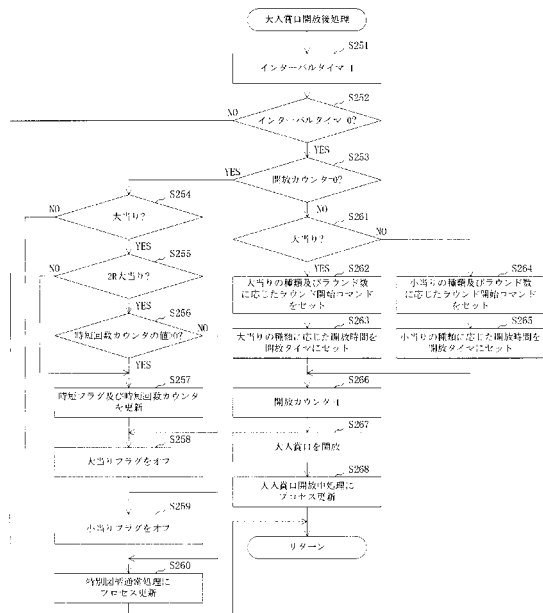 大入賞口開放後処理
S251
インターバルタイマ-1
S252
NO
インターバルタイマ=0?
YES
S253
YES
開放カウンタ=0?
NO
S254
NO
大当り?
YES
S261
大当り?
NO
YES
S255
NO
2R大当り?
YES
S262
大当りの種類及びラウンド数
に応じたラウンド開始コマンド
をセット
S264
小当りの種類及びラウンド数
に応じたラウンド開始コマンド
をセット
S256
時短回数カウンタの値>0?
NO
YES
S263
大当りの種類に応じた開放時間を
開放タイマにセット
S265
小当りの種類に応じた開放時間を
開放タイマにセット
S257
時短フラグ及び時短回数カウンタ
を更新
S266
開放カウンタ-1
S258
大当りフラグをオフ
S267
大入賞口を開放
S259
小当りフラグをオフ
S268
大入賞口開放中処理に
プロセス更新
リターン
S260
特別図柄通常処理に
プロセス更新